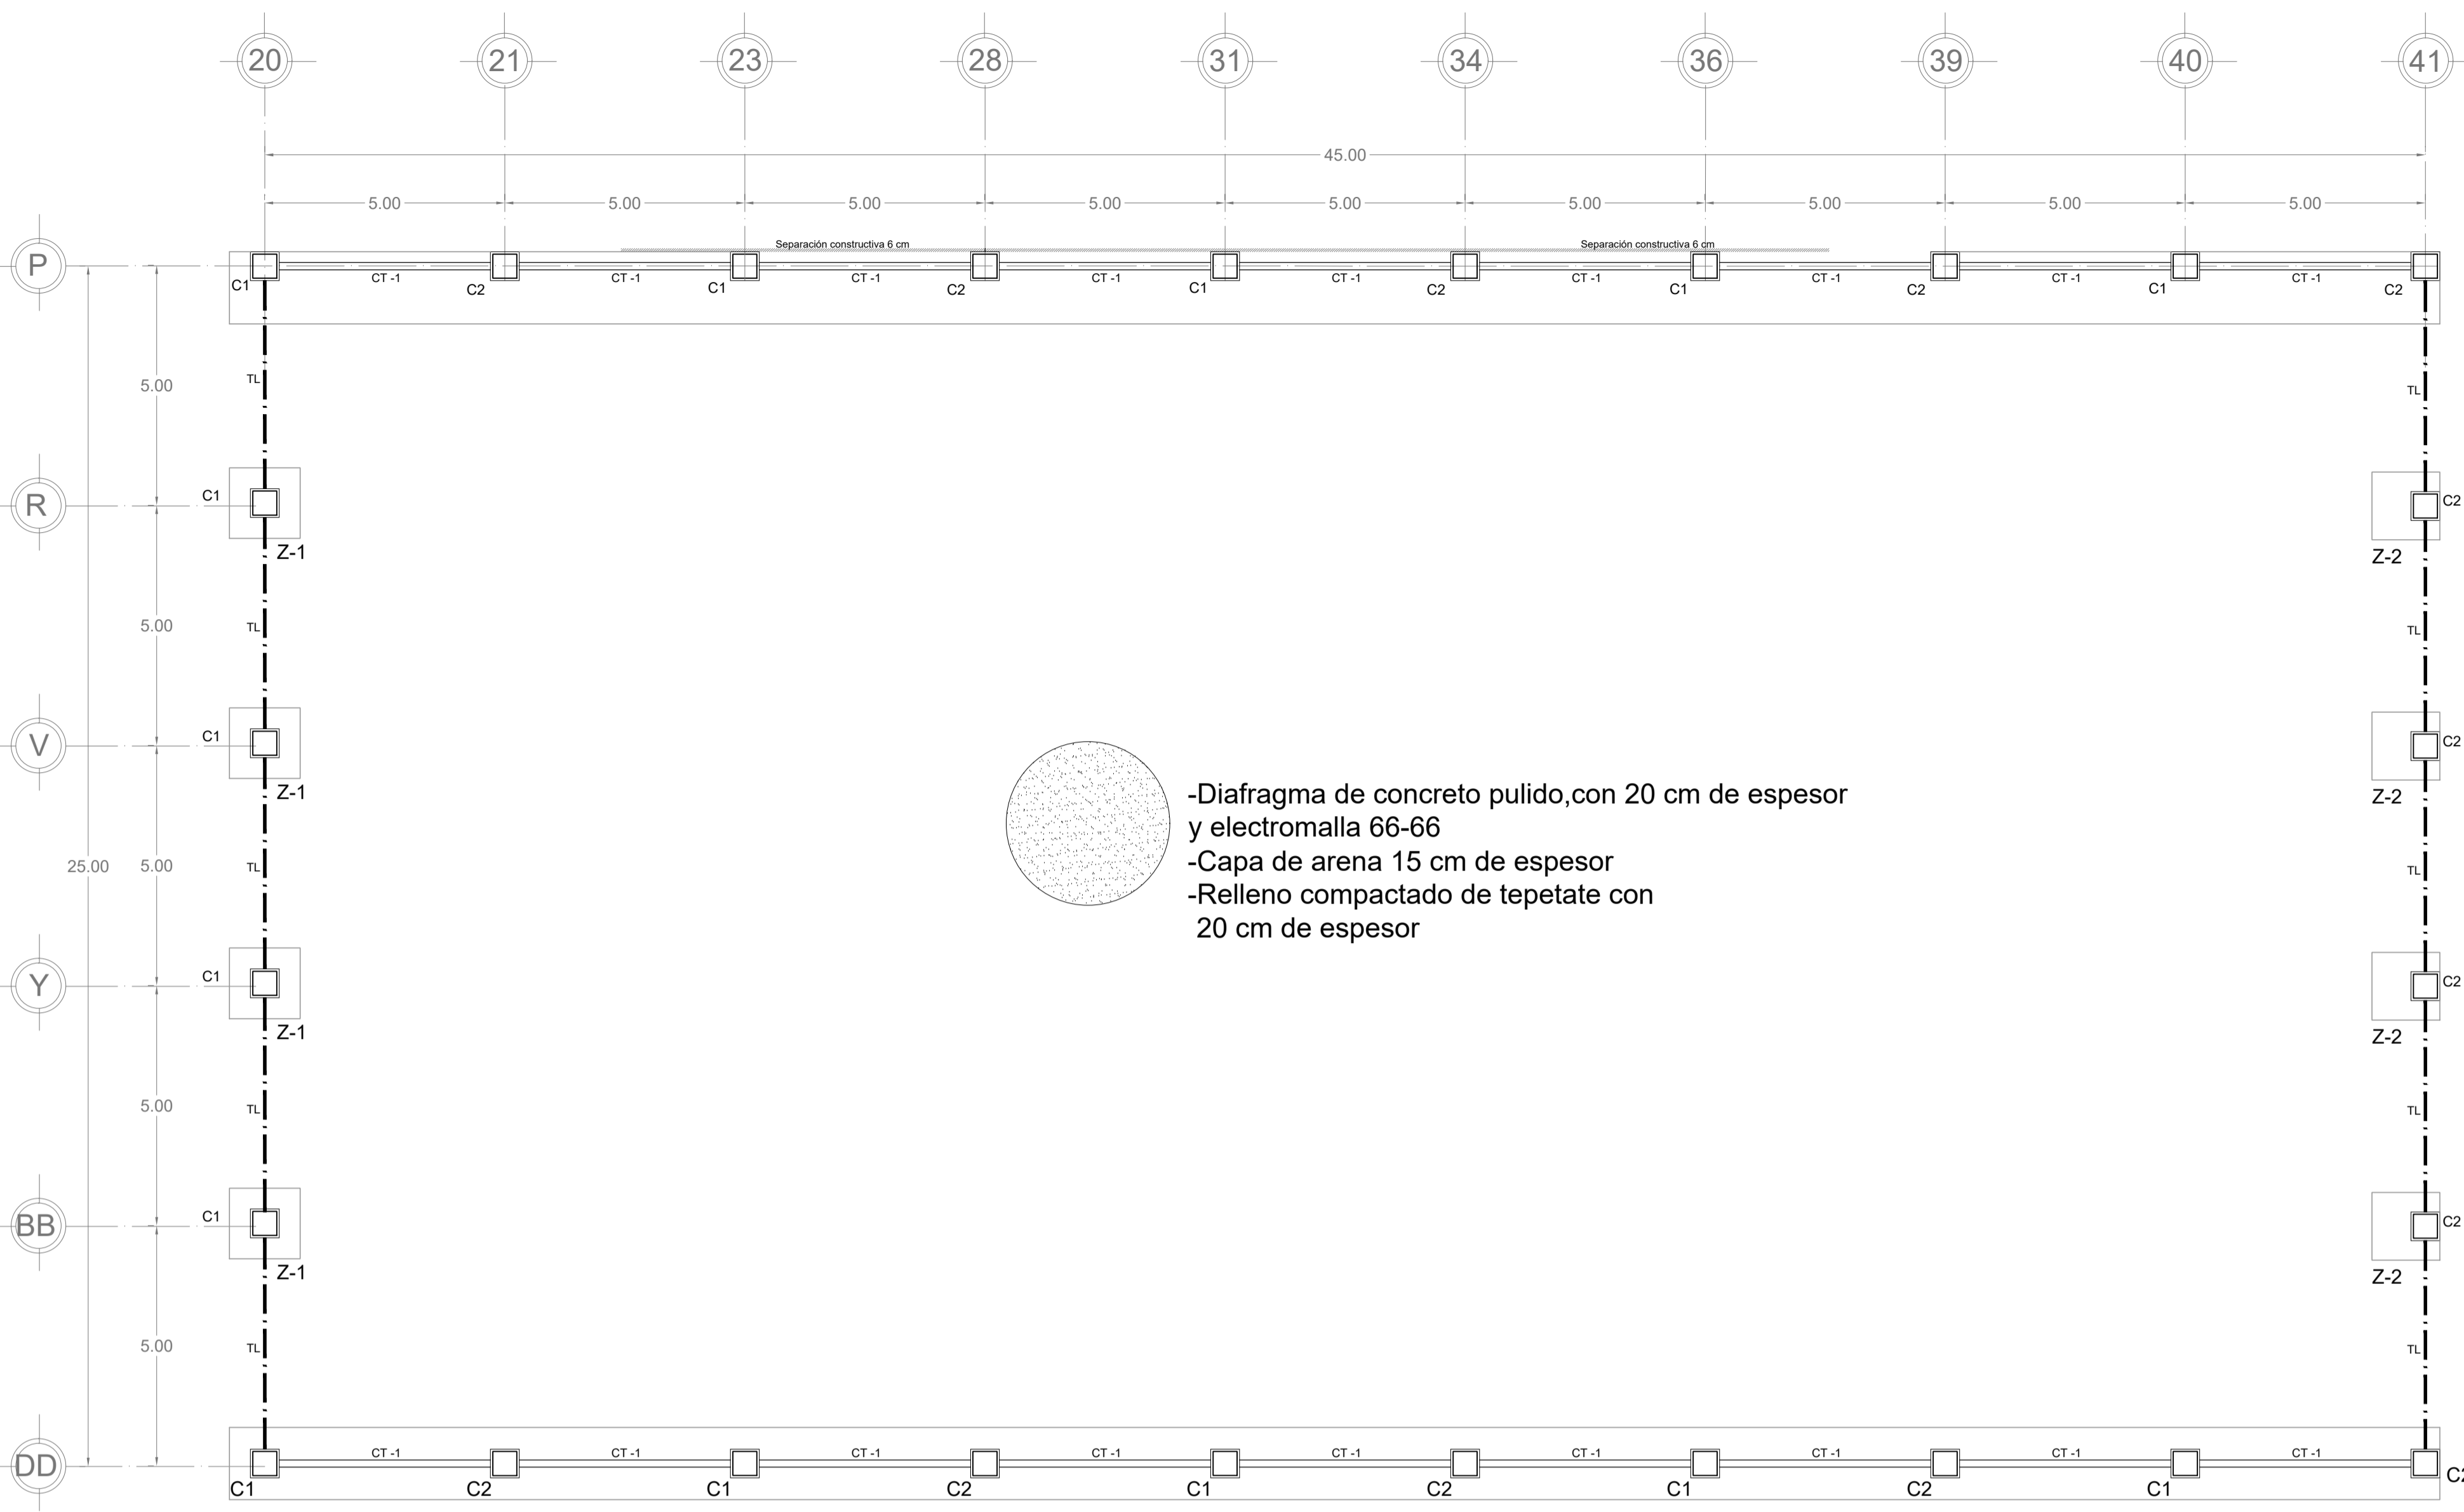 20 21 23 28 31 34 36 39 40 41
45.00
5.00 5.00 5.00 5.00 5.00 5.00 5.00 5.00 5.00
Separación constructiva 6 cm Separación constructiva 6 cm
P
CT -1 CT -1 CT -1 CT -1 CT -1 CT -1 CT -1 CT -1 CT -1
C1 C2 C1 C2 C1 C2 C1 C2 C1 C2
5.00 TL TL
R C1 C2
Z-1 Z-2
5.00 TL TL
V C1 C2
Z-1 Z-2
-Diafragma de concreto pulido,con 20 cm de espesor
y electromalla 66-66
-Capa de arena 15 cm de espesor
-Relleno compactado de tepetate con
20 cm de espesor
25.00 5.00 TL TL
Y C1 C2
Z-1 Z-2
5.00 TL TL
BB C1 C2
Z-1 Z-2
5.00 TL TL
CT -1 CT -1 CT -1 CT -1 CT -1 CT -1 CT -1 CT -1 CT -1
DD
C1 C2 C1 C2 C1 C2 C1 C2 C1 C2